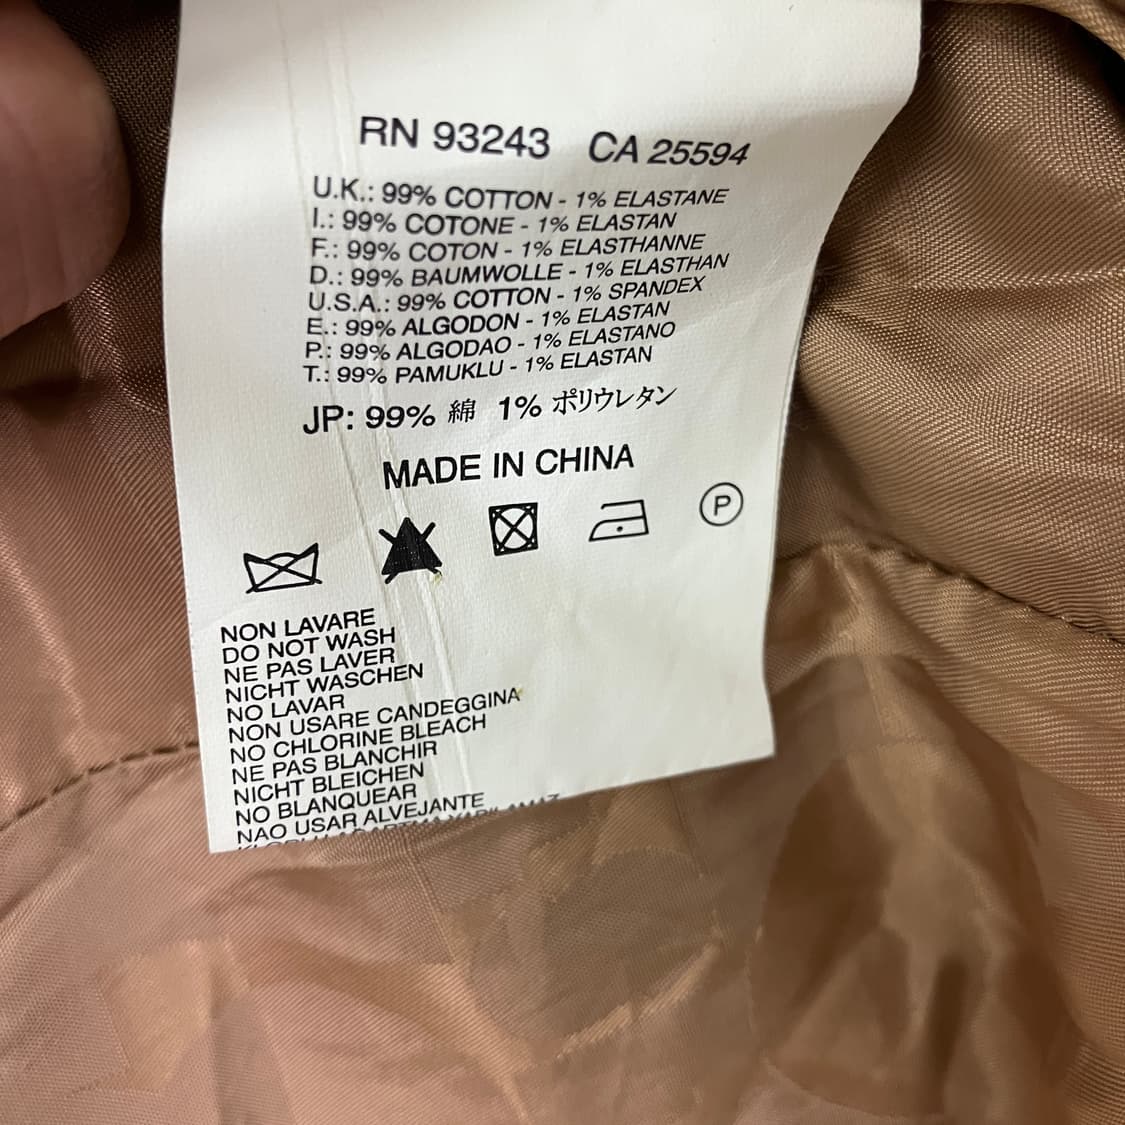 RN 93243 CA 25594
U.K.: 99% COTTON - 1% ELASTANE
I.: 99% COTONE - 1% ELASTAN
F.: 99% COTON - 1% ELASTHANNE
D.: 99% BAUMWOLLE - 1% ELASTHAN
U.S.A.: 99% COTTON - 1% SPANDEX
E.: 99% ALGODON - 1% ELASTAN
P.: 99% ALGODAO - 1% ELASTANO
T.: 99% PAMUKLU - 1% ELASTAN
JP: 99% 綿 1% ポリウレタン
MADE IN CHINA
P
NON LAVARE
DO NOT WASH
NE PAS LAVER
NICHT WASCHEN
NO LAVAR
NON USARE CANDEGGINA
NO CHLORINE BLEACH
NE PAS BLANCHIR
NICHT BLEICHEN
NO BLANQUEAR
NAO USAR ALVEJANTE